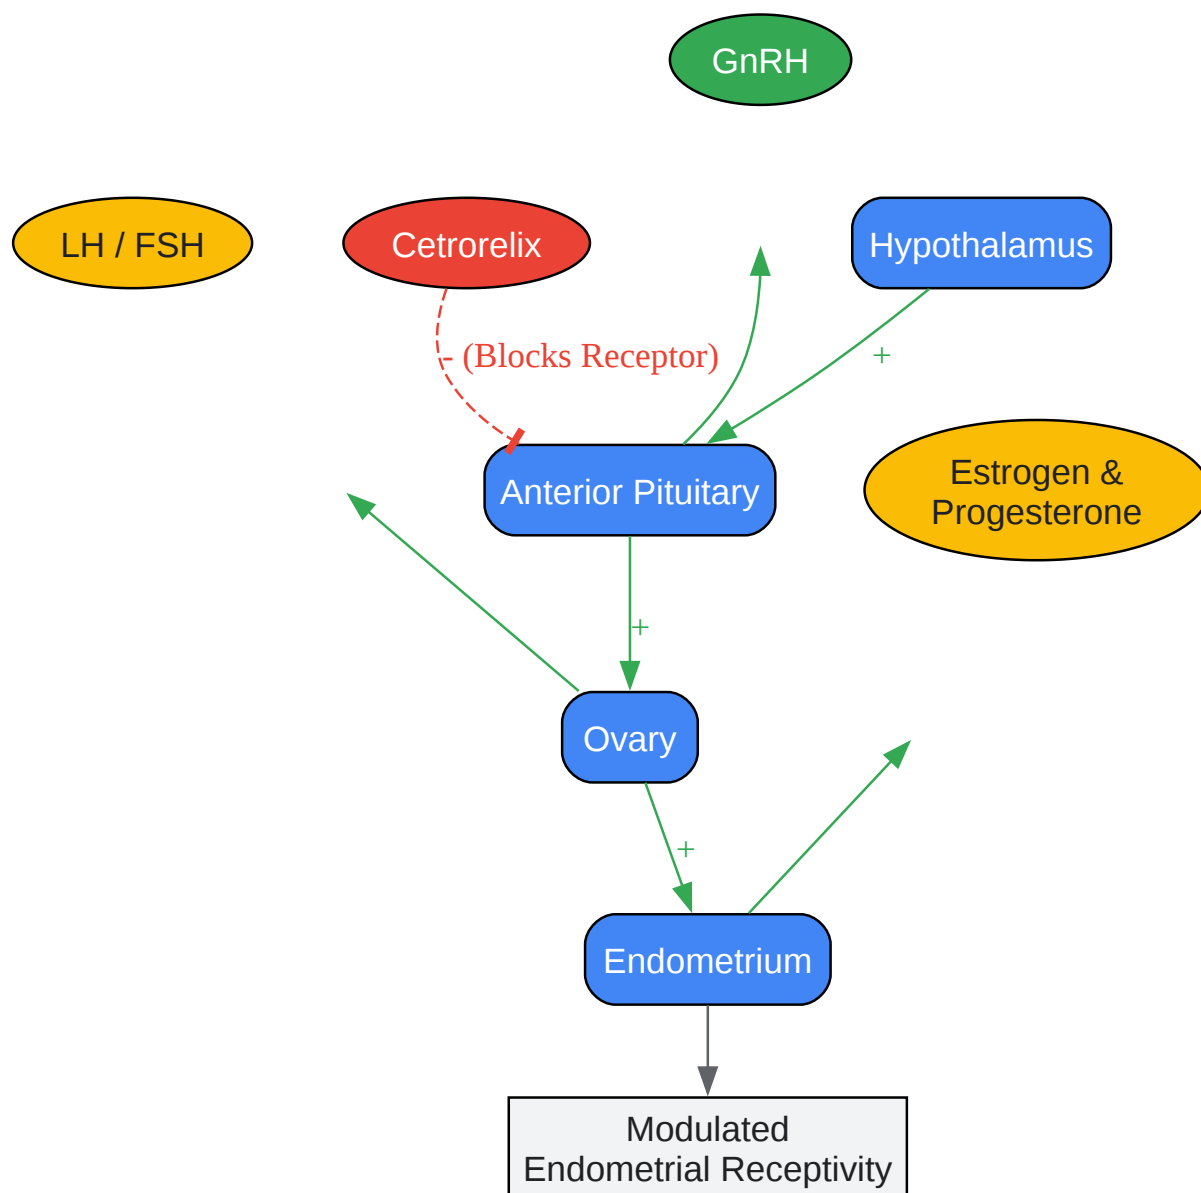 GnRH
LH / FSH
Cetrorelix
Hypothalamus
- (Blocks Receptor)
+
Anterior Pituitary
Estrogen &
Progesterone
+
Ovary
+
Endometrium
Modulated
Endometrial Receptivity